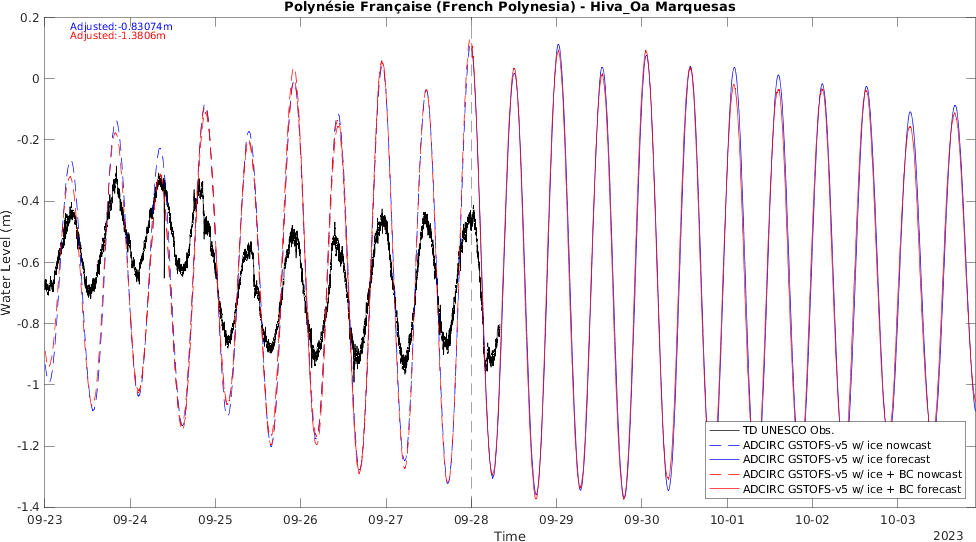 Polynésie Française (French Polynesia) - Hiva_Oa Marquesas
Adjusted:-0.83074m
Adjusted:-1.3806m
0.2
0
-0.2
-0.4
-0.6
-0.8
-1
-1.2
-1.4
Water Level (m)
TD UNESCO Obs.
ADCIRC GSTOFS-v5 w/ ice nowcast
ADCIRC GSTOFS-v5 w/ ice forecast
ADCIRC GSTOFS-v5 w/ ice + BC nowcast
ADCIRC GSTOFS-v5 w/ ice + BC forecast
09-23 09-24 09-25 09-26 09-27 09-28 09-29 09-30 10-01 10-02 10-03
Time
2023